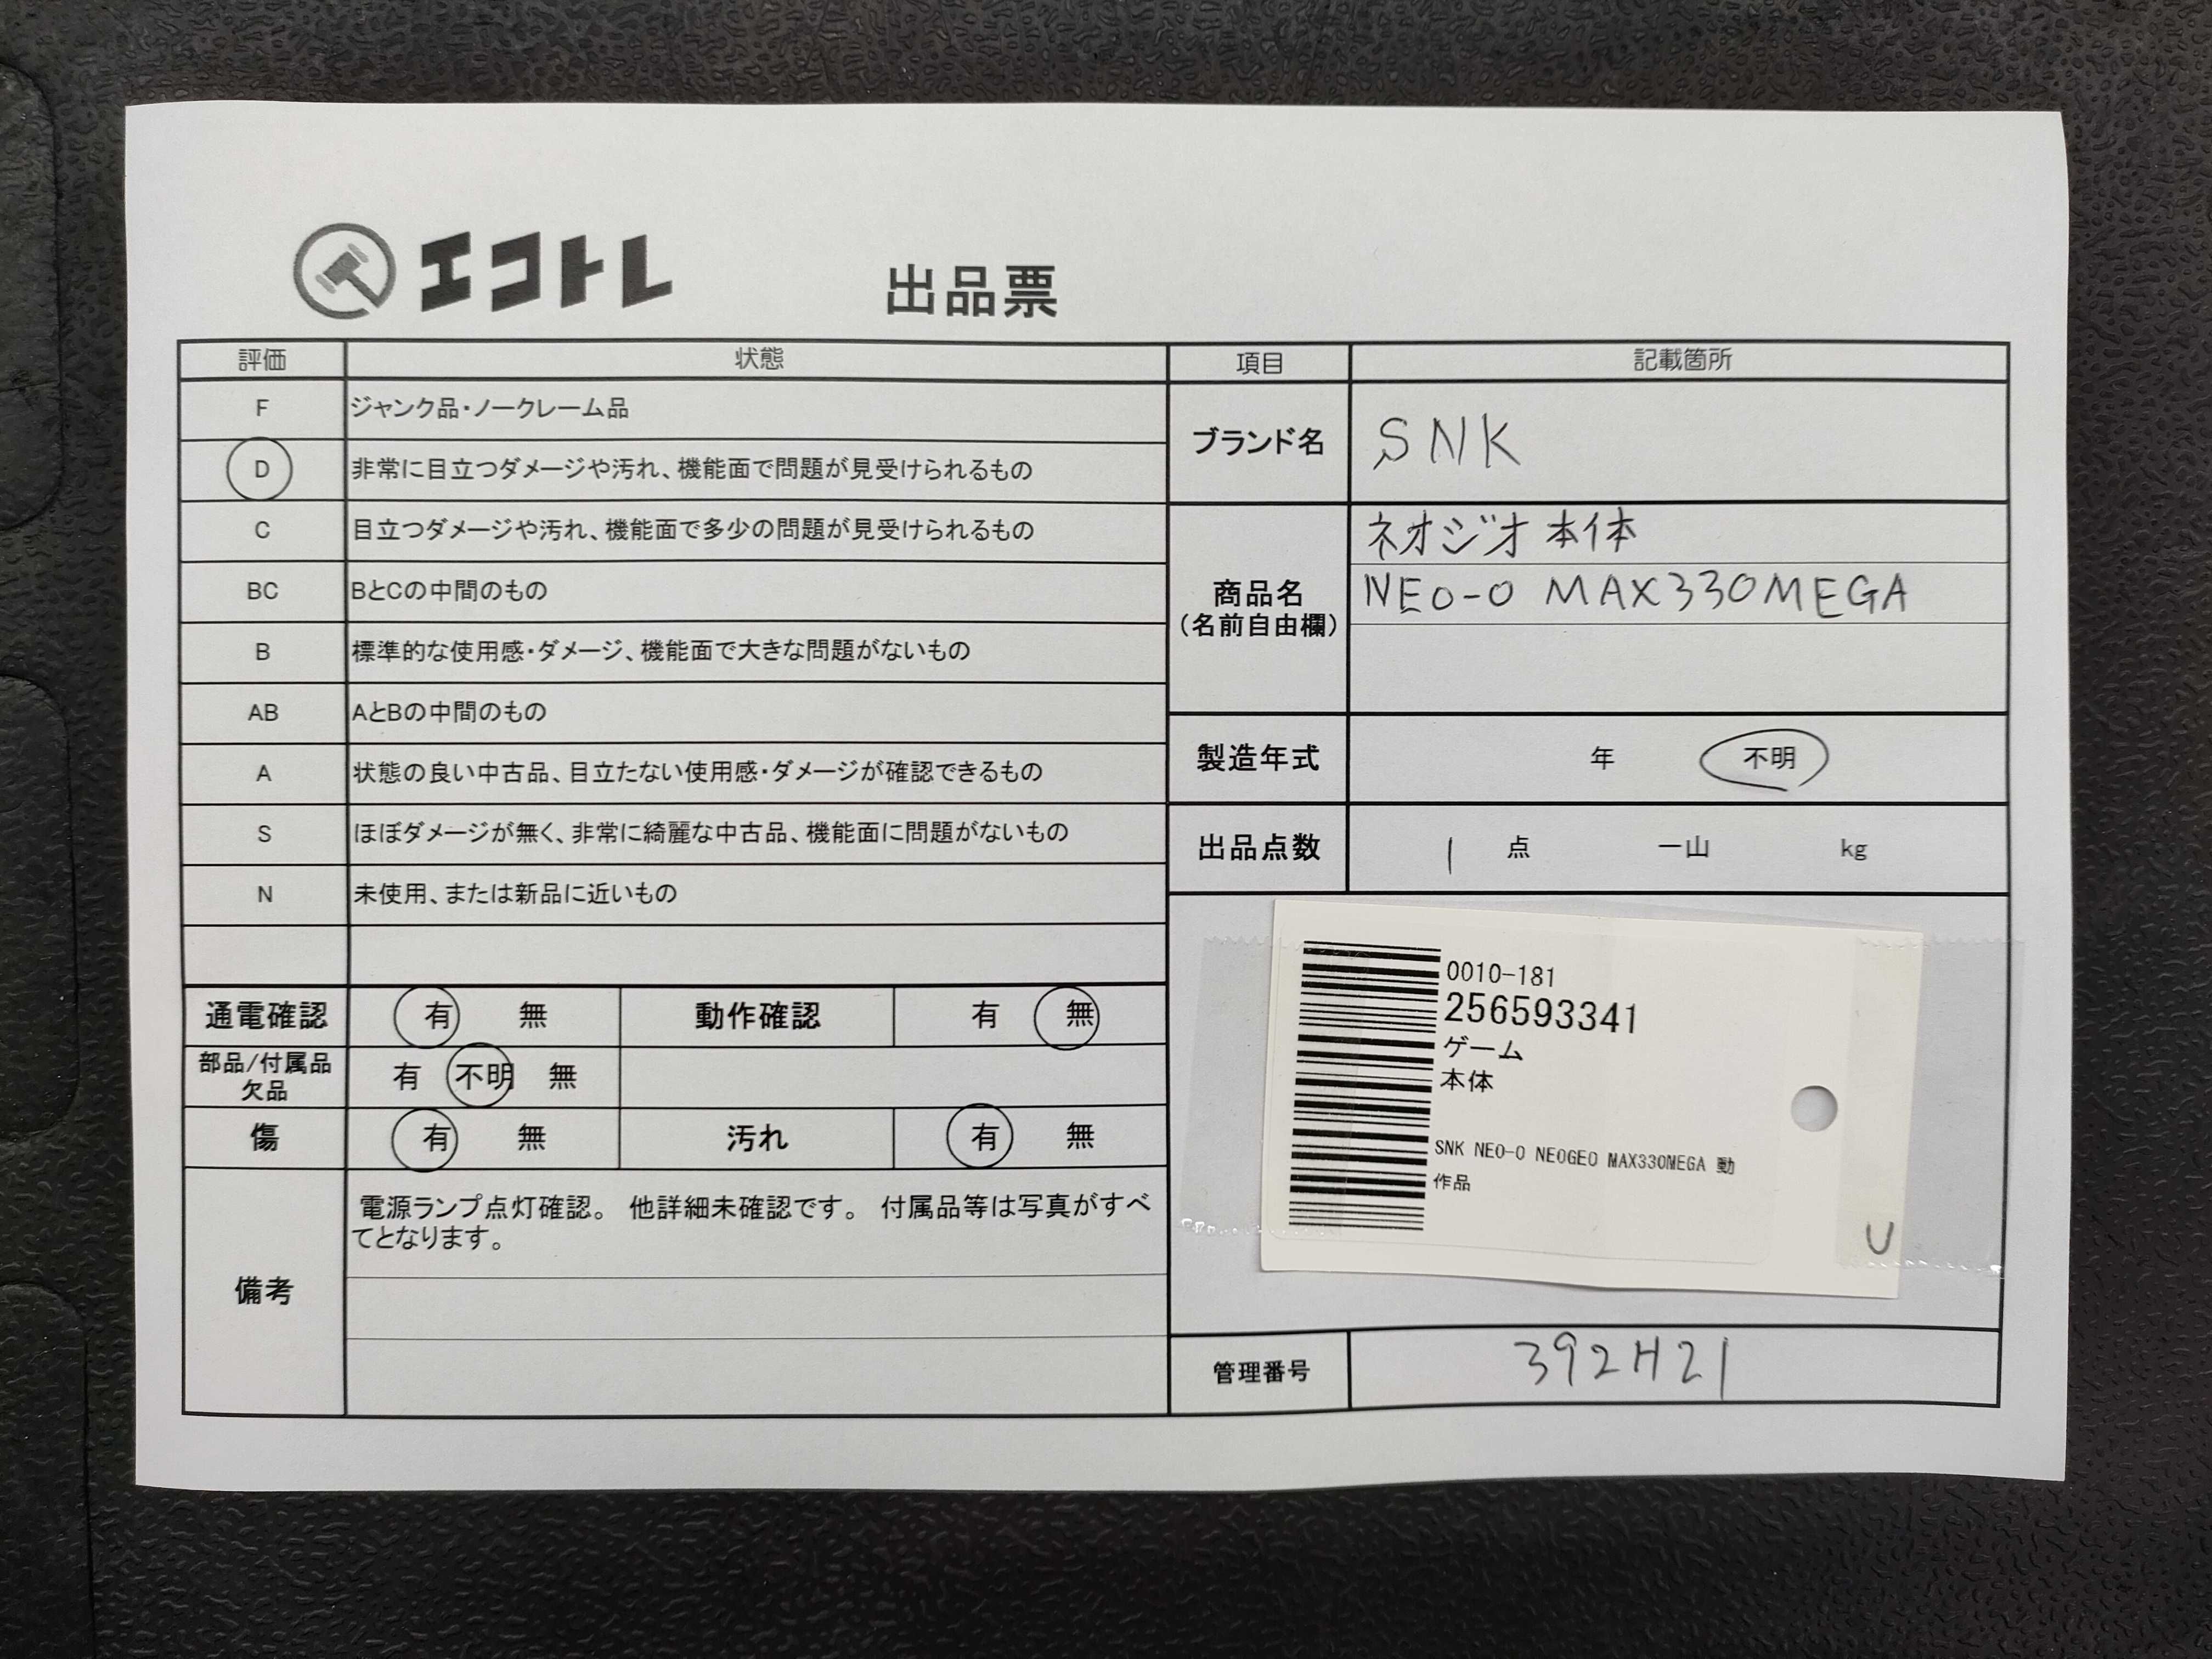 エコトレ
出品票
評価 状態 項目 記載箇所
F ジャンク品・ノークレーム品
D 非常に目立つダメージや汚れ、機能面で問題が見受けられるもの
C 目立つダメージや汚れ、機能面で多少の問題が見受けられるもの
BC BとCの中間のもの
B 標準的な使用感・ダメージ、機能面で大きな問題がないもの
AB AとBの中間のもの
A 状態の良い中古品、目立たない使用感・ダメージが確認できるもの
S ほぼダメージが無く、非常に綺麗な中古品、機能面に問題がないもの
N 未使用、または新品に近いもの
通電確認 有 無 動作確認 有 無
部品/付属品
欠品
有 不明 無
傷 有 無 汚れ 有 無
備考
電源ランプ点灯確認。 他詳細未確認です。 付属品等は写真がすべ
てとなります。
ブランド名 SNK
商品名
(名前自由欄)
ネオジオ 本体
NEO-O MAX330MEGA
製造年式 年 不明
出品点数 1 点 一山 kg
0010-181
256593341
ゲーム
本体
SNK NEO-O NEOGEO MAX330MEGA 動
作品
U
管理番号 392H21